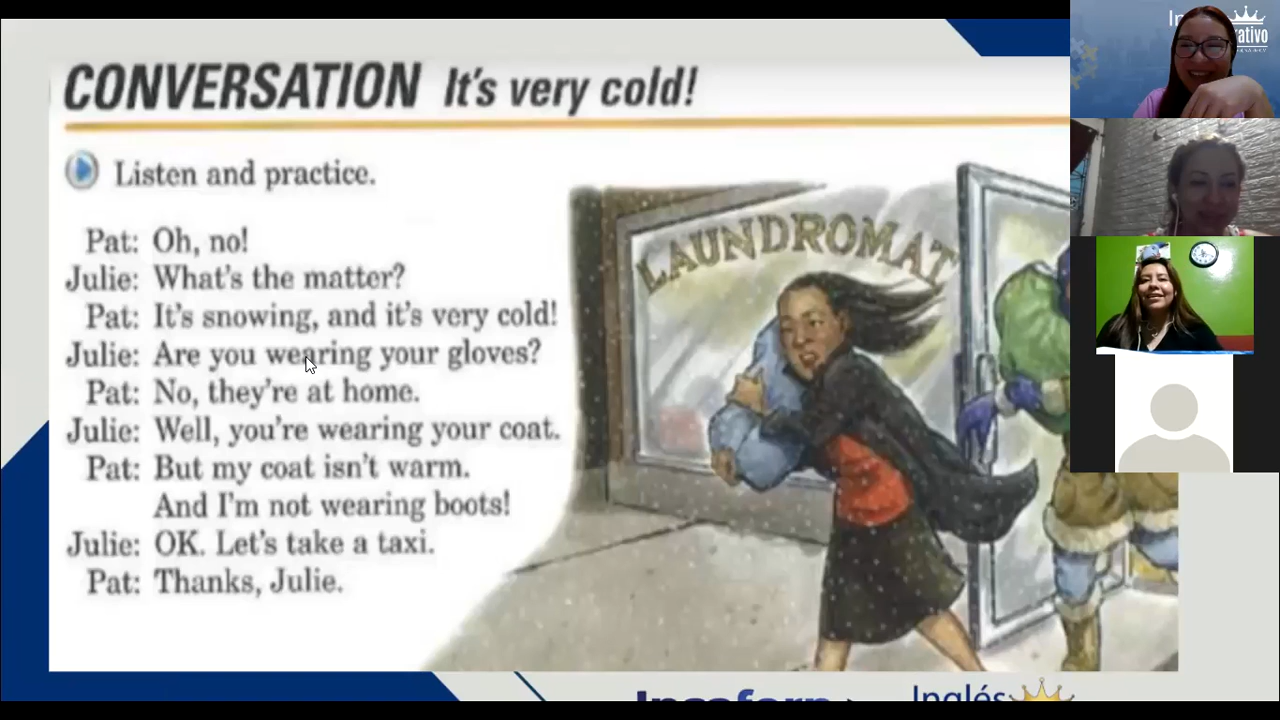 CONVERSATION It's very cold!
Listen and practice.
Pat: Oh, no!
Julie: What's the matter?
Pat: It's snowing, and it's very cold!
Julie: Are you wearing your gloves?
Pat: No, they're at home.
Julie: Well, you're wearing your coat.
Pat: But my coat isn't warm.
And I'm not wearing boots!
Julie: OK. Let's take a taxi.
Pat: Thanks, Julie.
LAUNDROMAT
Inglés